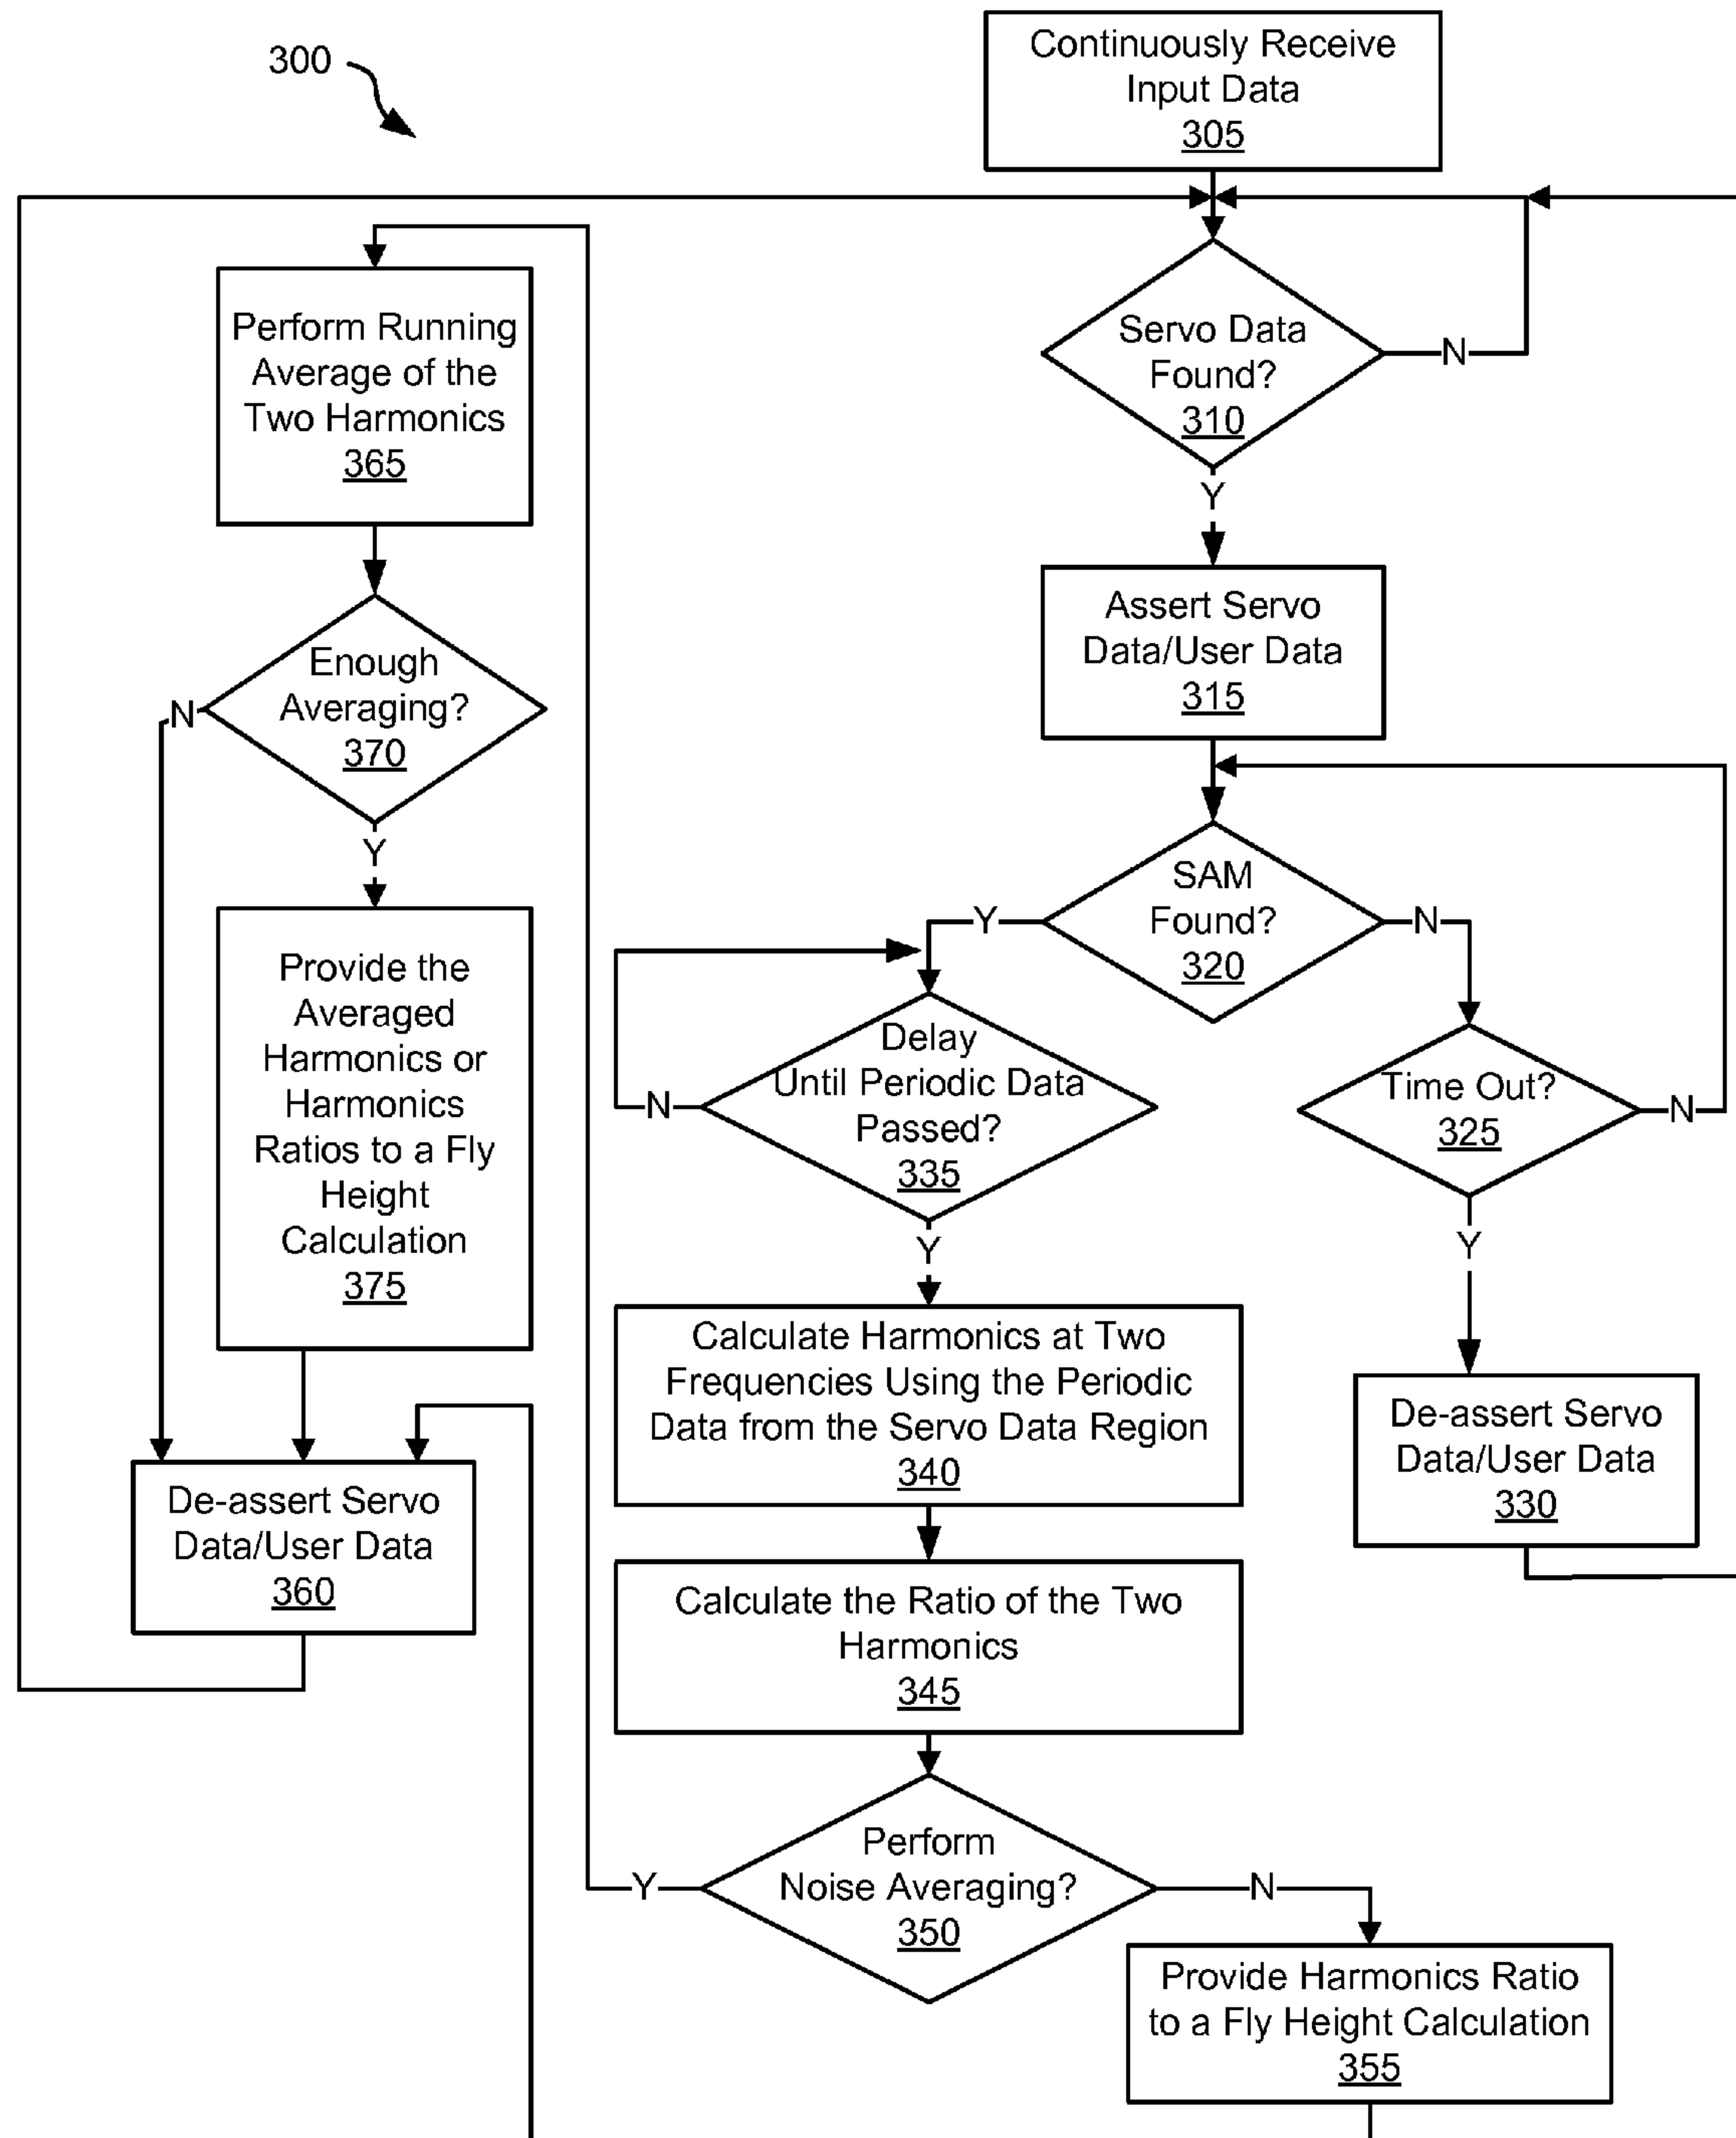 300
Continuously Receive
Input Data
305
Servo Data
Found?
310
N
Y
Assert Servo
Data/User Data
315
SAM
Found?
320
Y
N
Time Out?
325
N
Y
De-assert Servo
Data/User Data
330
Delay
Until Periodic Data
Passed?
335
N
Y
Calculate Harmonics at Two
Frequencies Using the Periodic
Data from the Servo Data Region
340
Calculate the Ratio of the Two
Harmonics
345
Perform
Noise Averaging?
350
Y
N
Provide Harmonics Ratio
to a Fly Height Calculation
355
Perform Running
Average of the
Two Harmonics
365
Enough
Averaging?
370
N
Y
Provide the
Averaged
Harmonics or
Harmonics
Ratios to a Fly
Height
Calculation
375
De-assert Servo
Data/User Data
360